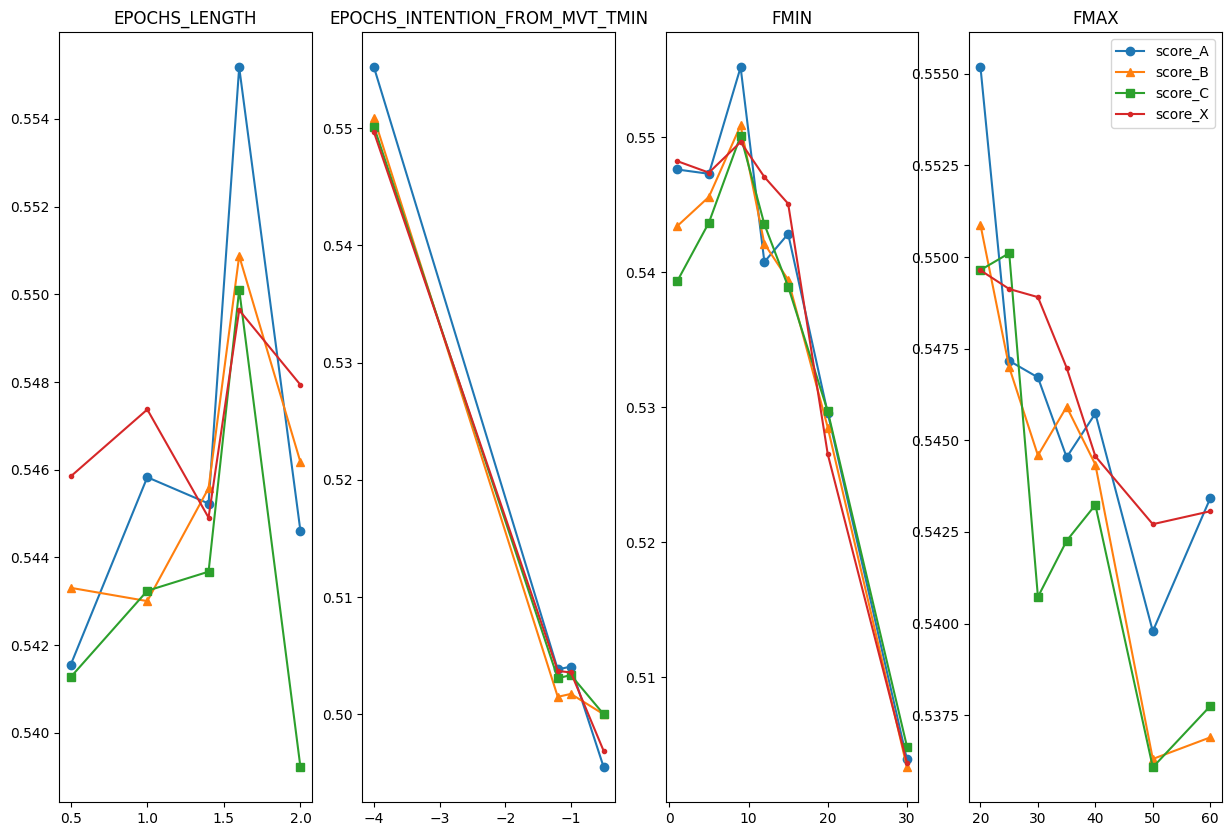 EPOCHS_LENGTH
0.554
0.552
0.550
0.548
0.546
0.544
0.542
0.540
0.5 1.0 1.5 2.0
EPOCHS_INTENTION_FROM_MVT_TMIN
0.55
0.54
0.53
0.52
0.51
0.50
−4 −3 −2 −1
FMIN
0.55
0.54
0.53
0.52
0.51
0 10 20 30
FMAX
score_A
score_B
score_C
score_X
0.5550
0.5525
0.5500
0.5475
0.5450
0.5425
0.5400
0.5375
20 30 40 50 60